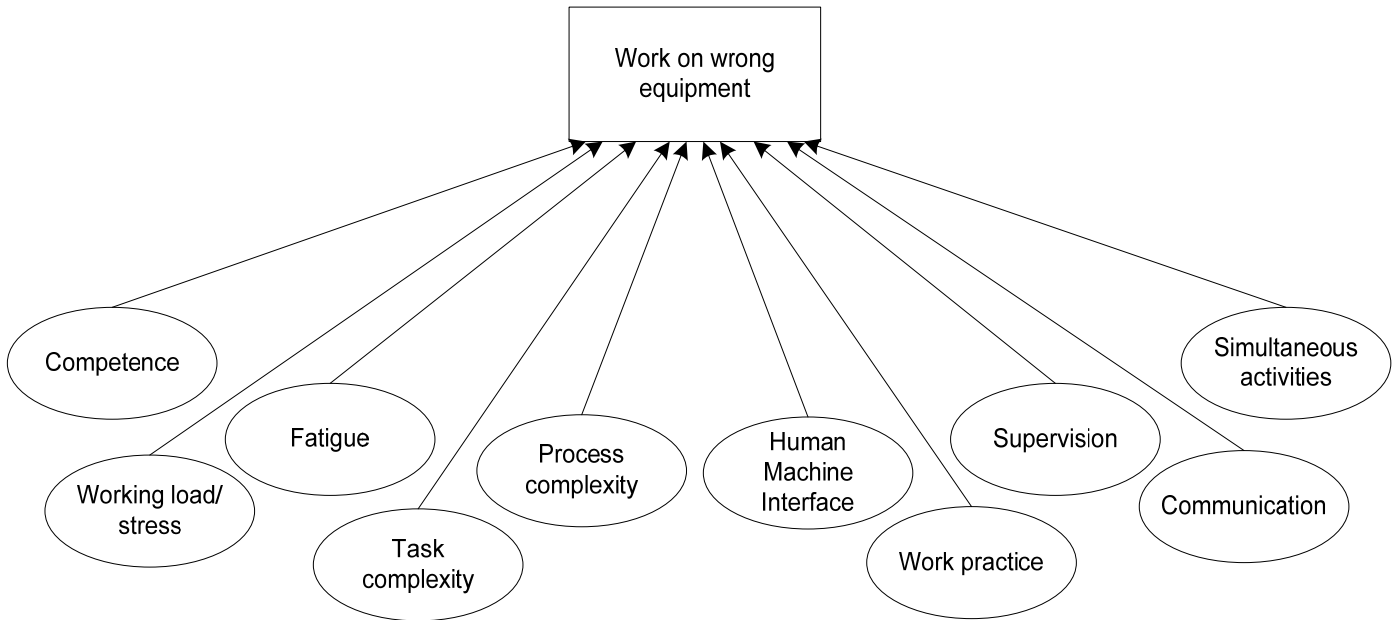 Work on wrong
equipment
Competence
Working load/
stress
Fatigue
Task
complexity
Process
complexity
Human
Machine
Interface
Work practice
Supervision
Communication
Simultaneous
activities